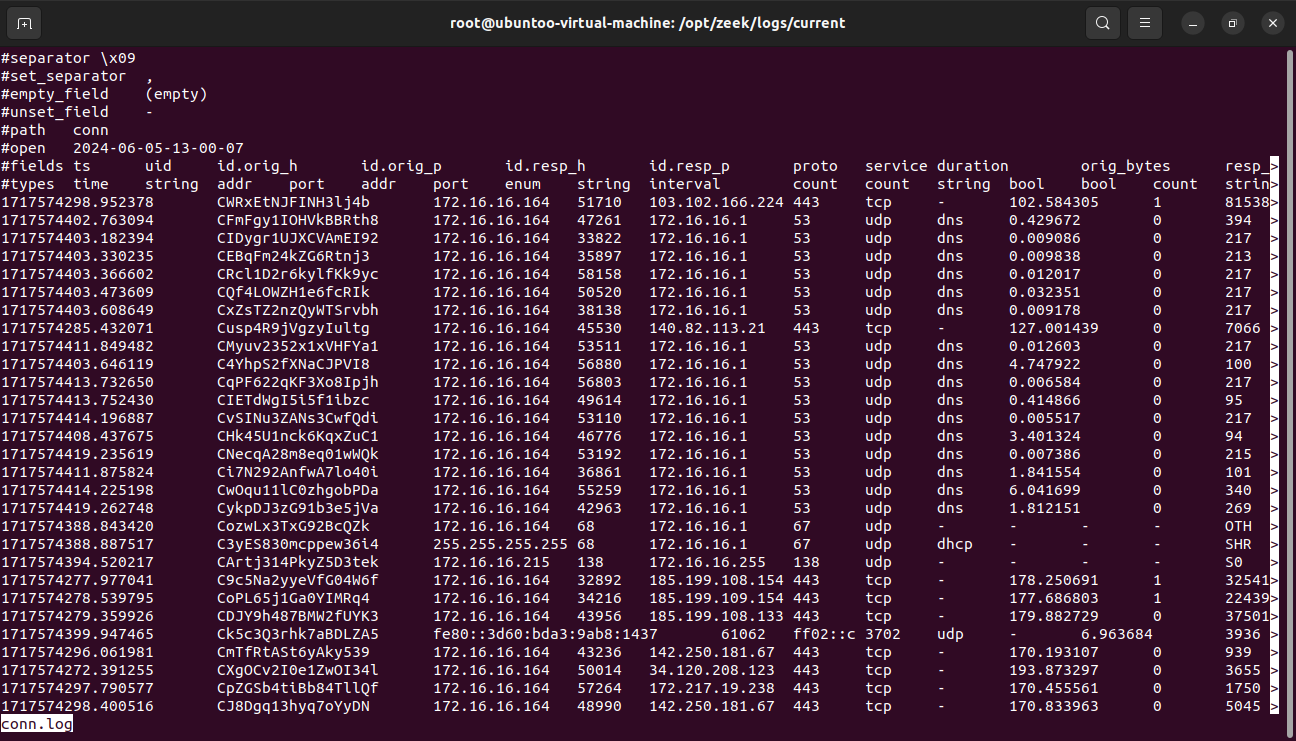 root@ubuntoo-virtual-machine: /opt/zeek/logs/current
#separator \x09
#set_separator ,
#empty_field (empty)
#unset_field -
#path conn
#open 2024-06-05-13-00-07
#fields ts uid id.orig_h id.orig_p id.resp_h id.resp_p proto service duration orig_bytes resp_>
#types time string addr port addr port enum string interval count count string bool bool count strin>
1717574298.952378 CWRxEtNJFINH3lj4b 172.16.16.164 51710 103.102.166.224 443 tcp - 102.584305 1 81538>
1717574402.763094 CFmFgy1IOHVkBBRth8 172.16.16.164 47261 172.16.16.1 53 udp dns 0.429672 0 394 >
1717574403.182394 CIDygr1UJXCVAmEI92 172.16.16.164 33822 172.16.16.1 53 udp dns 0.009086 0 217 >
1717574403.330235 CEBqFm24kZG6Rtnj3 172.16.16.164 35897 172.16.16.1 53 udp dns 0.009838 0 213 >
1717574403.366602 CRcl1D2r6kylfKk9yc 172.16.16.164 58158 172.16.16.1 53 udp dns 0.012017 0 217 >
1717574403.473609 CQf4LOWZH1e6fcRIk 172.16.16.164 50520 172.16.16.1 53 udp dns 0.032351 0 217 >
1717574403.608649 CxZsTZ2nzQyWTSrvbh 172.16.16.164 38138 172.16.16.1 53 udp dns 0.009178 0 217 >
1717574285.432071 Cusp4R9jVgzyIultg 172.16.16.164 45530 140.82.113.21 443 tcp - 127.001439 0 7066 >
1717574411.849482 CMyuv2352x1xVHFYa1 172.16.16.164 53511 172.16.16.1 53 udp dns 0.012603 0 217 >
1717574403.646119 C4YhpS2fXNaCJPVI8 172.16.16.164 56880 172.16.16.1 53 udp dns 4.747922 0 100 >
1717574413.732650 CqPF622qKF3Xo8Ipjh 172.16.16.164 56803 172.16.16.1 53 udp dns 0.006584 0 217 >
1717574413.752430 CIETdWgI5i5f1ibzc 172.16.16.164 49614 172.16.16.1 53 udp dns 0.414866 0 95 >
1717574414.196887 CvSINu3ZANs3CwfQdi 172.16.16.164 53110 172.16.16.1 53 udp dns 0.005517 0 217 >
1717574408.437675 CHk45U1nck6KqxZuC1 172.16.16.164 46776 172.16.16.1 53 udp dns 3.401324 0 94 >
1717574419.235619 CNecqA28m8eq01wWQk 172.16.16.164 53192 172.16.16.1 53 udp dns 0.007386 0 215 >
1717574411.875824 Ci7N292AnfwA7lo40i 172.16.16.164 36861 172.16.16.1 53 udp dns 1.841554 0 101 >
1717574414.225198 CwOqu11lC0zhgobPDa 172.16.16.164 55259 172.16.16.1 53 udp dns 6.041699 0 340 >
1717574419.262748 CykpDJ3zG91b3e5jVa 172.16.16.164 42963 172.16.16.1 53 udp dns 1.812151 0 269 >
1717574388.843420 CozwLx3TxG92BcQZk 172.16.16.164 68 172.16.16.1 67 udp - - - - OTH >
1717574388.887517 C3yES830mcppew36i4 255.255.255.255 68 172.16.16.1 67 udp dhcp - - - SHR >
1717574394.520217 CArtj314PkyZ5D3tek 172.16.16.215 138 172.16.16.255 138 udp - - - - S0 >
1717574277.977041 C9c5Na2yyeVfG04W6f 172.16.16.164 32892 185.199.108.154 443 tcp - 178.250691 1 32541>
1717574278.539795 CoPL65j1Ga0YIMRq4 172.16.16.164 34216 185.199.109.154 443 tcp - 177.686803 1 22439>
1717574279.359926 CDJY9h487BMW2fUYK3 172.16.16.164 43956 185.199.108.133 443 tcp - 179.882729 0 37501>
1717574399.947465 Ck5c3Q3rhk7aBDLZA5 fe80::3d60:bda3:9ab8:1437 61062 ff02::c 3702 udp - 6.963684 3936 >
1717574296.061981 CmTfRtASt6yAky539 172.16.16.164 43236 142.250.181.67 443 tcp - 170.193107 0 939 >
1717574272.391255 CXgOCv2I0e1ZwOI34l 172.16.16.164 50014 34.120.208.123 443 tcp - 193.873297 0 3655 >
1717574297.790577 CpZGSb4tiBb84TllQf 172.16.16.164 57264 172.217.19.238 443 tcp - 170.455561 0 1750 >
1717574298.400516 CJ8Dgq13hyq7oYyDN 172.16.16.164 48990 142.250.181.67 443 tcp - 170.833963 0 5045 >
conn.log